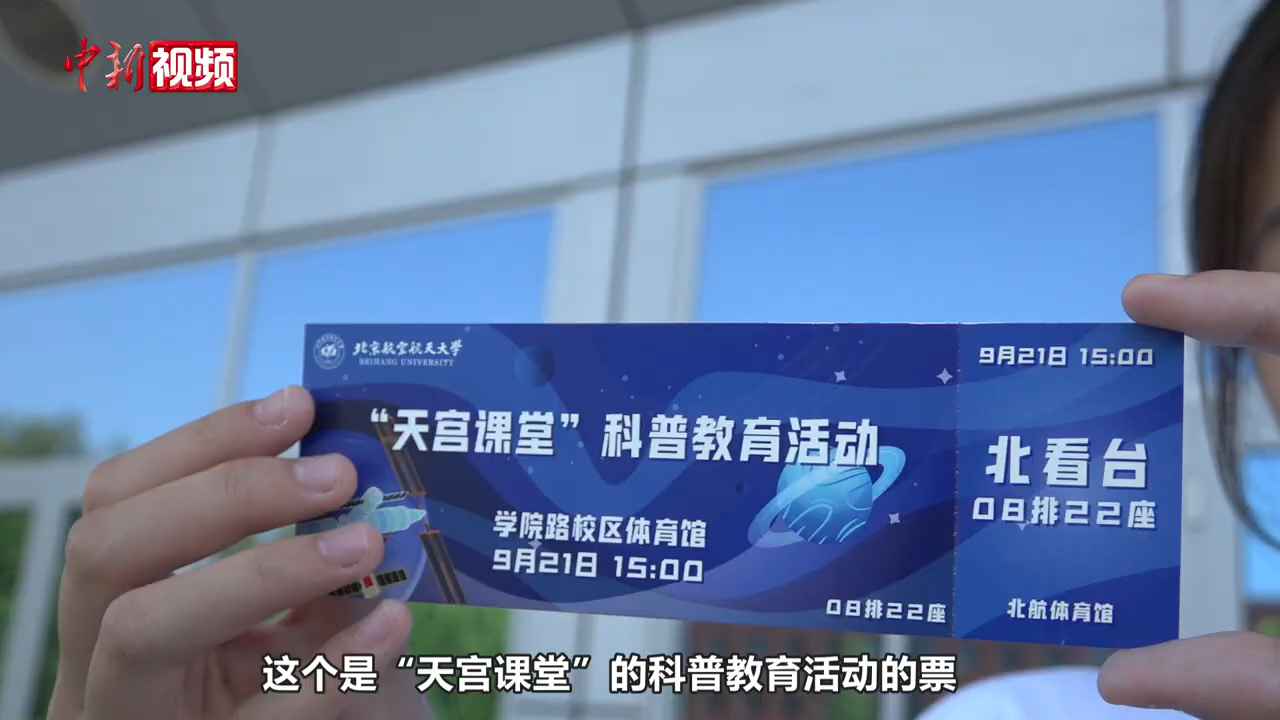 中新视频
北京航空航天大学
BEIHANG UNIVERSITY
“天宫课堂”科普教育活动
学院路校区体育馆
9月21日 15:00
08排22座
9月21日 15:00
北看台
08排22座
北航体育馆
这个是“天宫课堂”的科普教育活动的票